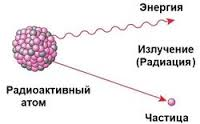 Энергия
Излучение
(Радиация)
Радиоактивный
атом
Частица